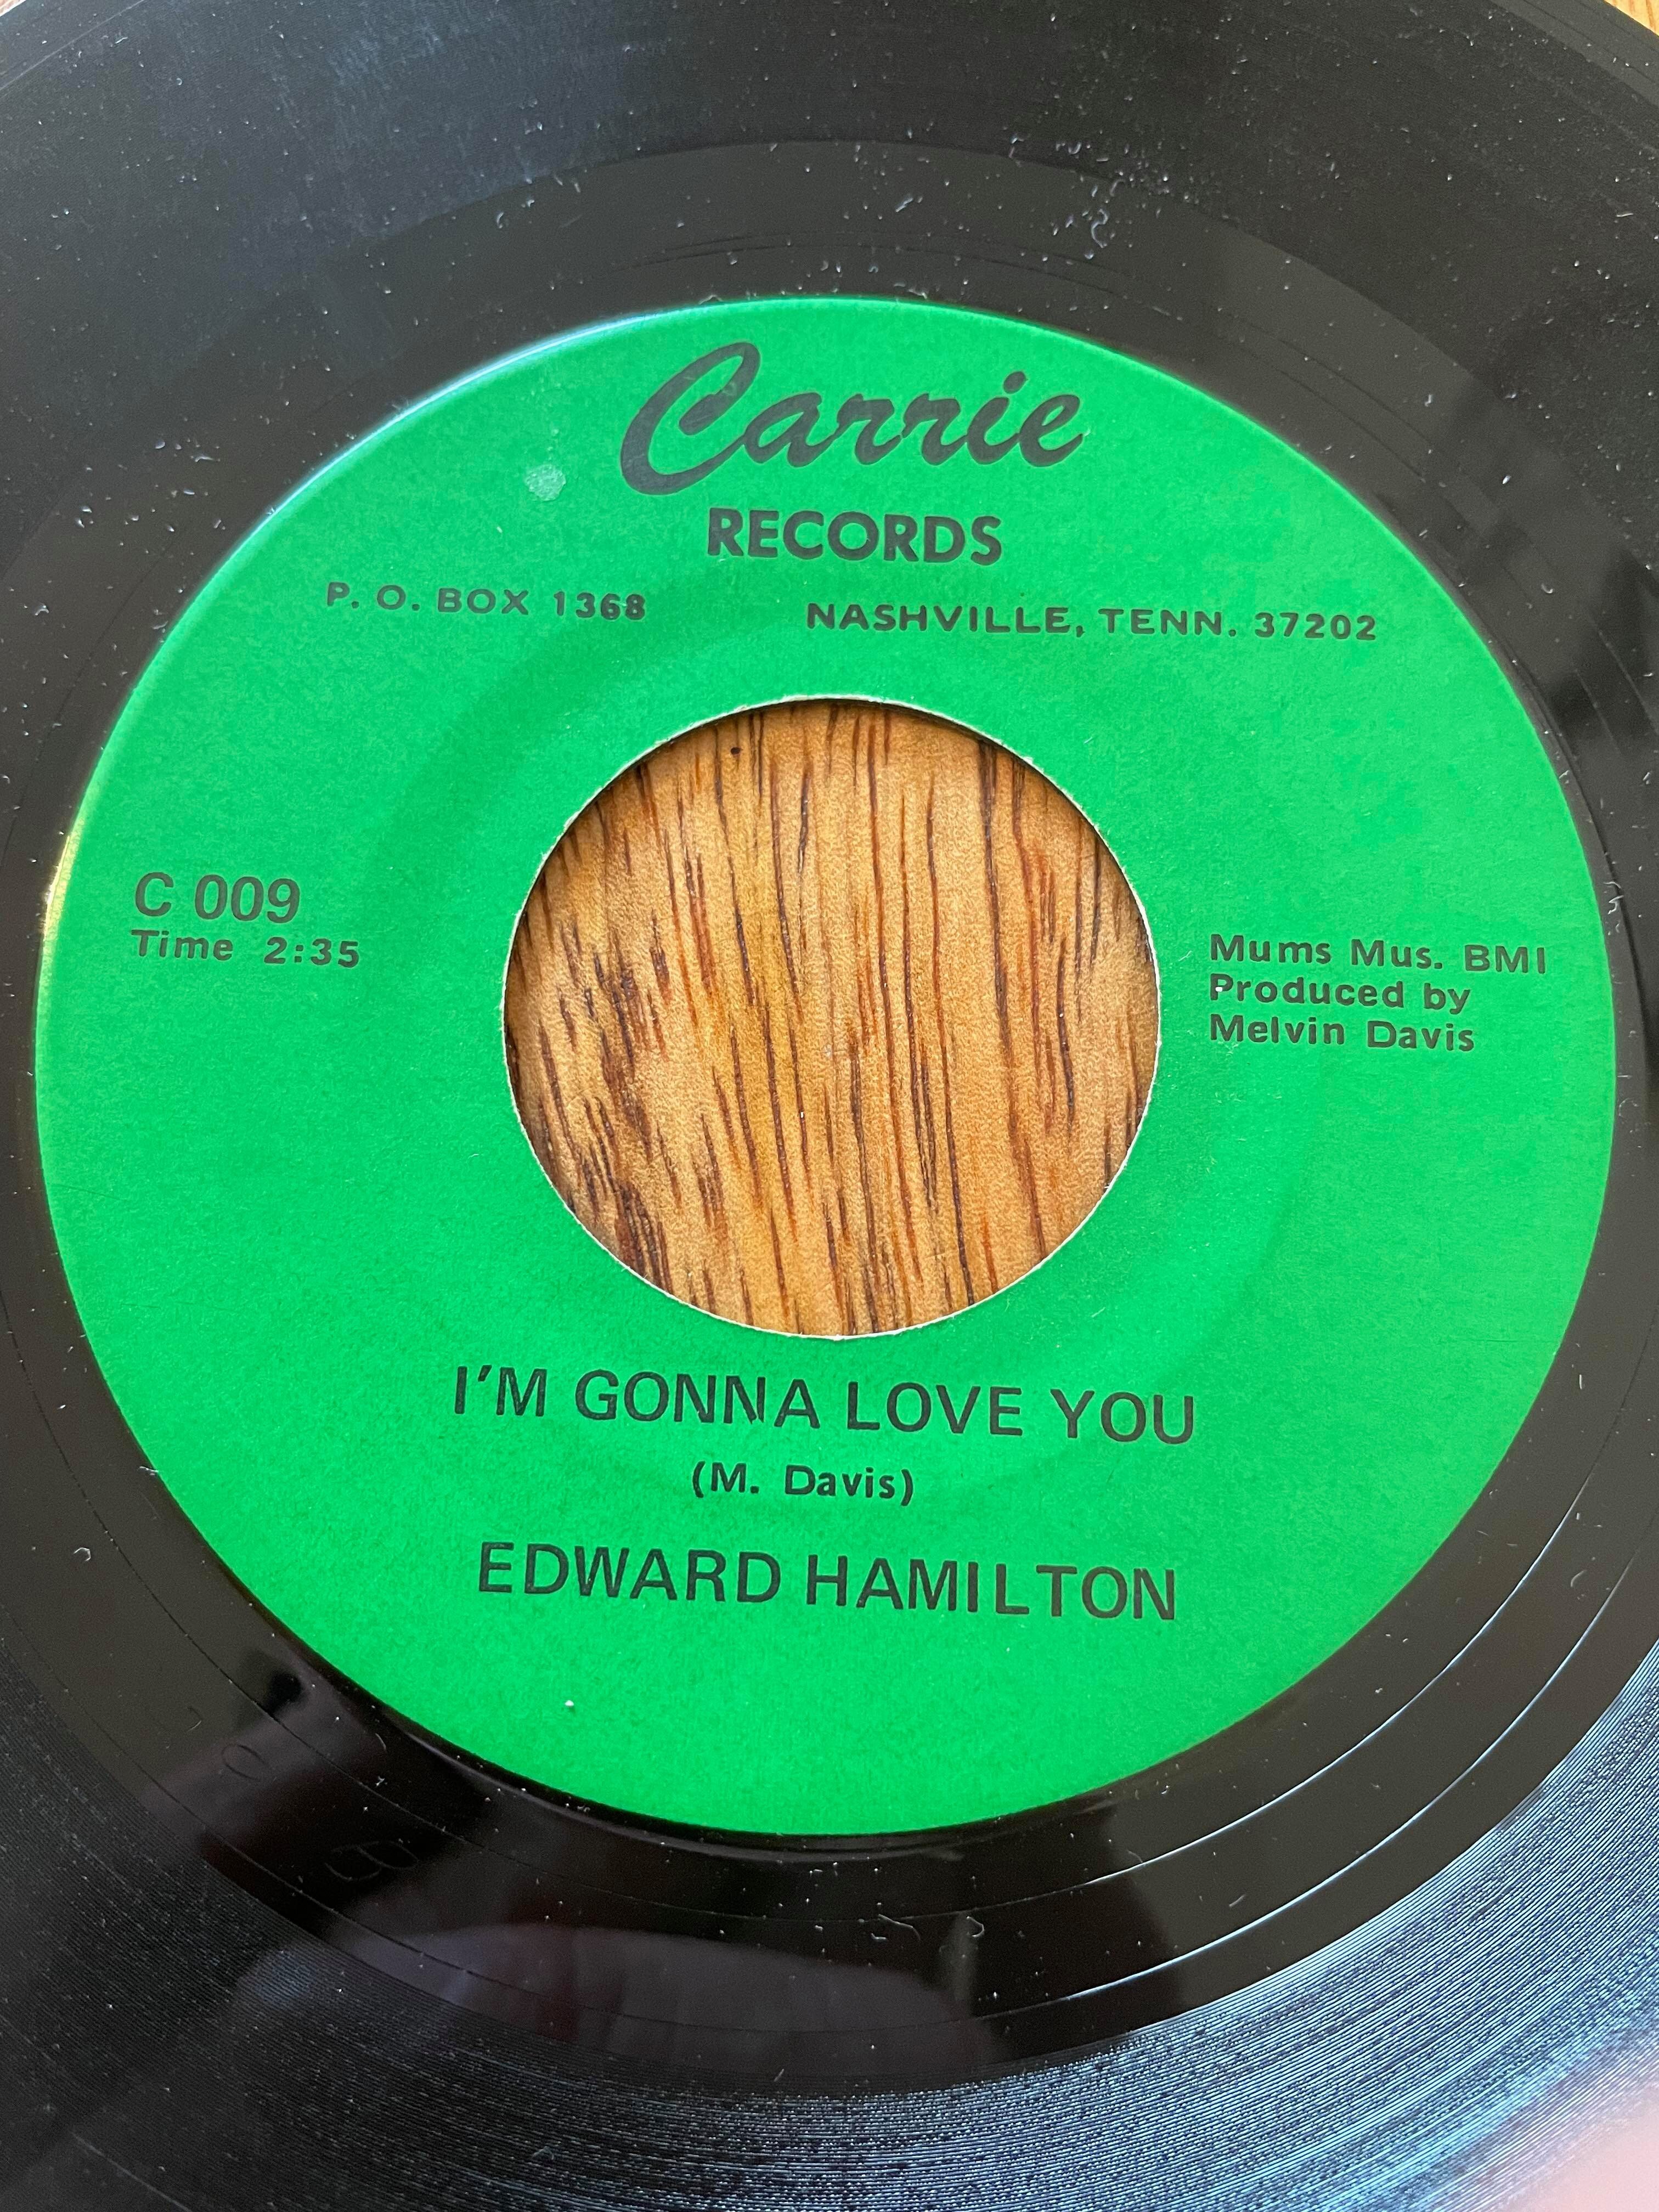 Carrie
RECORDS
P. O. BOX 1368 NASHVILLE, TENN. 37202
C 009
Time 2:35
Mums Mus. BMI
Produced by
Melvin Davis
I'M GONNA LOVE YOU
(M. Davis)
EDWARD HAMILTON